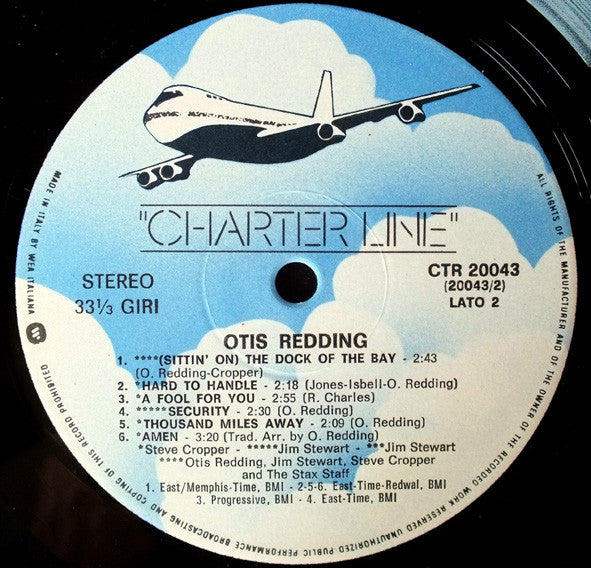 "CHARTER LINE"
STEREO
33⅓ GIRI
CTR 20043
(20043/2)
LATO 2
OTIS REDDING
1. ****(SITTIN' ON) THE DOCK OF THE BAY - 2:43
(O. Redding-Cropper)
2. *HARD TO HANDLE - 2:18 (Jones-Isbell-O. Redding)
3. *A FOOL FOR YOU - 2:55 (R. Charles)
4. *****SECURITY - 2:30 (O. Redding)
5. *THOUSAND MILES AWAY - 2:09 (O. Redding)
6. *AMEN - 3:20 (Trad. Arr. by O. Redding)
*Steve Cropper - *****Jim Stewart - ***Jim Stewart
****Otis Redding, Jim Stewart, Steve Cropper
and The Stax Staff
1. East/Memphis-Time, BMI - 2-5-6. East-Time-Redwal, BMI
3. Progressive, BMI - 4. East-Time, BMI
MADE IN ITALY BY WEA ITALIANA
ALL RIGHTS OF THE MANUFACTURER AND OF THE OWNER OF THE RECORDED WORK RESERVED UNAUTHORIZED PUBLIC PERFORMANCE BROADCASTING AND COPYING OF THIS RECORD PROHIBITED